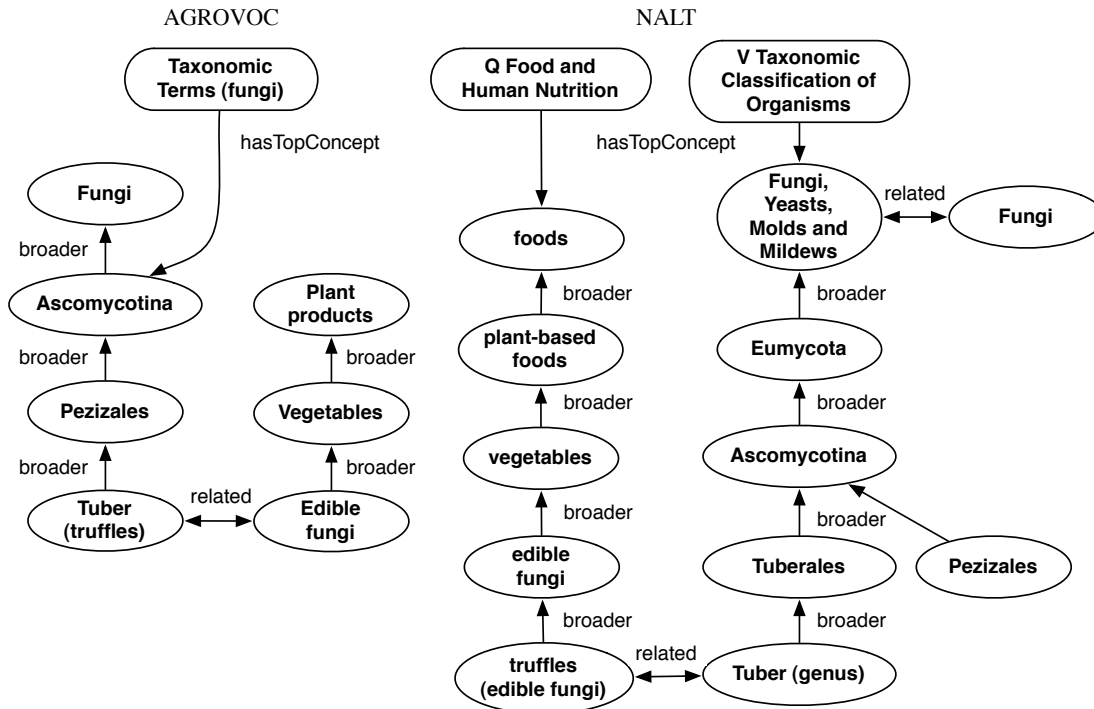 AGROVOC
NALT
Taxonomic
Terms (fungi)
hasTopConcept
Fungi
broader
Ascomycotina
broader
Pezizales
broader
Tuber
(truffles)
related
Plant
products
broader
Vegetables
broader
Edible
fungi
Q Food and
Human Nutrition
hasTopConcept
foods
broader
plant-based
foods
broader
vegetables
broader
edible
fungi
broader
truffles
(edible fungi)
related
V Taxonomic
Classification of
Organisms
Fungi,
Yeasts,
Molds and
Mildews
related
Fungi
broader
Eumycota
broader
Ascomycotina
broader
Tuberales
Pezizales
broader
Tuber (genus)